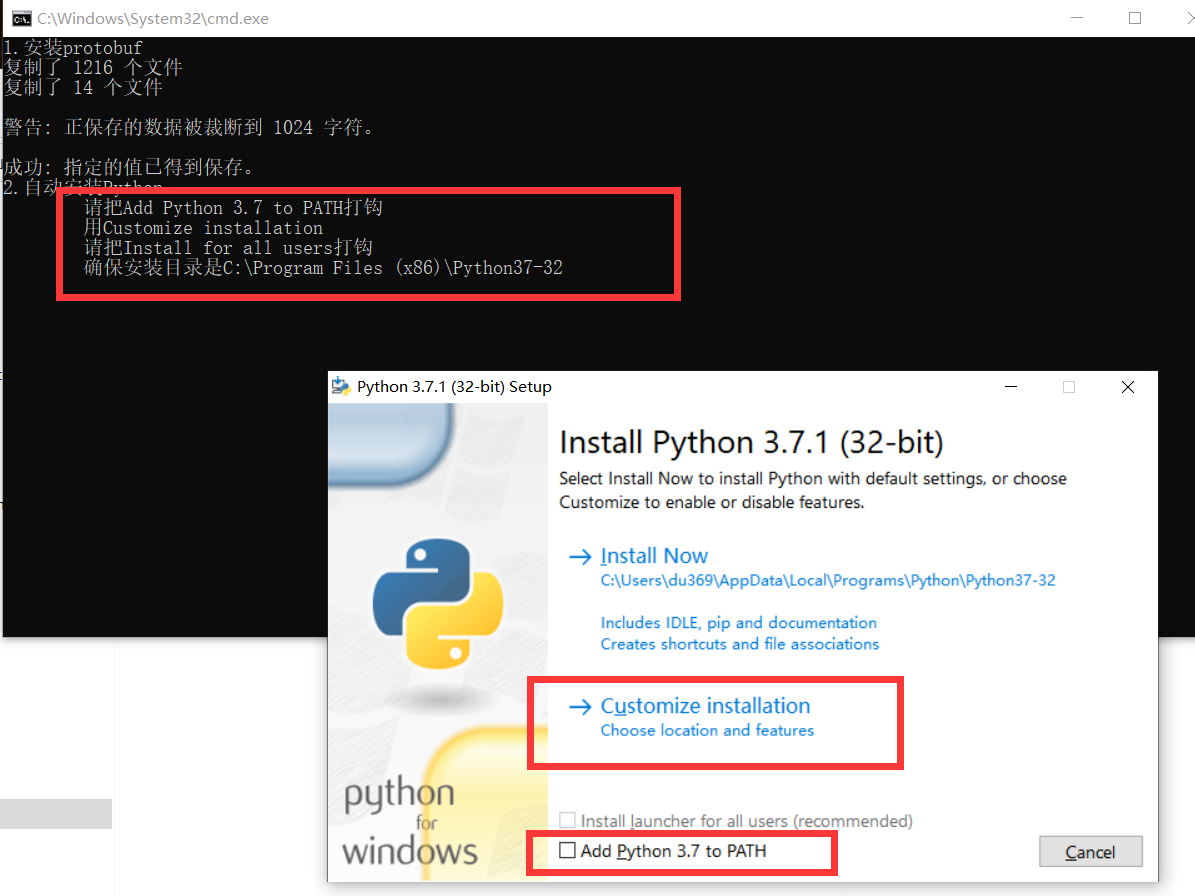 C:\Windows\System32\cmd.exe
1.安装protobuf
复制了 1216 个文件
复制了 14 个文件
警告: 正保存的数据被裁断到 1024 字符。
成功: 指定的值已得到保存。
2.自动安装Python
请把Add Python 3.7 to PATH打钩
用Customize installation
请把Install for all users打钩
确保安装目录是C:\Program Files (x86)\Python37-32
Python 3.7.1 (32-bit) Setup
Install Python 3.7.1 (32-bit)
Select Install Now to install Python with default settings, or choose
Customize to enable or disable features.
Install Now
C:\Users\du369\AppData\Local\Programs\Python\Python37-32
Includes IDLE, pip and documentation
Creates shortcuts and file associations
Customize installation
Choose location and features
python
for
windows
Install launcher for all users (recommended)
Add Python 3.7 to PATH
Cancel